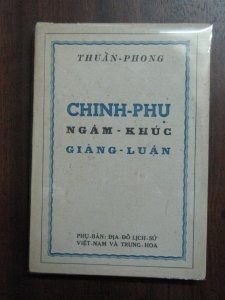 THUẦN-PHONG
CHINH-PHỤ
NGÂM-KHÚC
GIẢNG-LUẬN
PHỤ-BẢN: ĐỊA-ĐỒ LỊCH-SỬ
VIỆT-NAM VÀ TRUNG-HOA